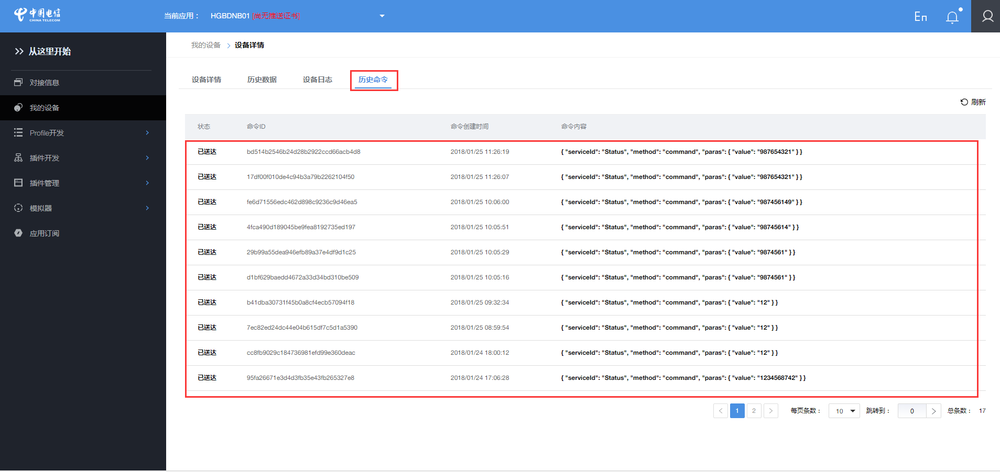 中国电信
CHINA TELECOM
当前应用： HGBDNB01 [尚无推送证书]
En
从这里开始
对接信息
我的设备
Profile开发
插件开发
插件管理
模拟器
应用订阅
我的设备 > 设备详情
设备详情 历史数据 设备日志 历史命令
刷新
状态 命令ID 命令创建时间 命令内容
已送达 bd514b2546b24d28b2922ccd66acb4d8 2018/01/25 11:26:19 { "serviceId": "Status", "method": "command", "paras": { "value": "987654321" } }
已送达 17df00f010de4c94b3a79b2262104f50 2018/01/25 11:26:07 { "serviceId": "Status", "method": "command", "paras": { "value": "987654321" } }
已送达 fe6d71556edc462d898c9236c9d46ea5 2018/01/25 10:06:00 { "serviceId": "Status", "method": "command", "paras": { "value": "987456149" } }
已送达 4fca490d189045be9fea8192735ed197 2018/01/25 10:05:51 { "serviceId": "Status", "method": "command", "paras": { "value": "98745614" } }
已送达 29b99a55dea946efb89a37e4df9d1c25 2018/01/25 10:05:29 { "serviceId": "Status", "method": "command", "paras": { "value": "9874561" } }
已送达 d1bf629baedd4672a33d34bd310be509 2018/01/25 10:05:16 { "serviceId": "Status", "method": "command", "paras": { "value": "9874561" } }
已送达 b41dba30731f45b0a8cf4ecb57094f18 2018/01/25 09:32:34 { "serviceId": "Status", "method": "command", "paras": { "value": "12" } }
已送达 7ec82ed24dc44e04b615df7c5d1a5390 2018/01/25 08:59:54 { "serviceId": "Status", "method": "command", "paras": { "value": "12" } }
已送达 cc8fb9029c184736981efd99e360deac 2018/01/24 18:00:12 { "serviceId": "Status", "method": "command", "paras": { "value": "12" } }
已送达 95fa26671e3d4d3fb35e43fb265327e8 2018/01/24 17:06:28 { "serviceId": "Status", "method": "command", "paras": { "value": "1234568742" } }
< 1 2 > 每页条数： 10 跳转到： 0 > 总条数： 17